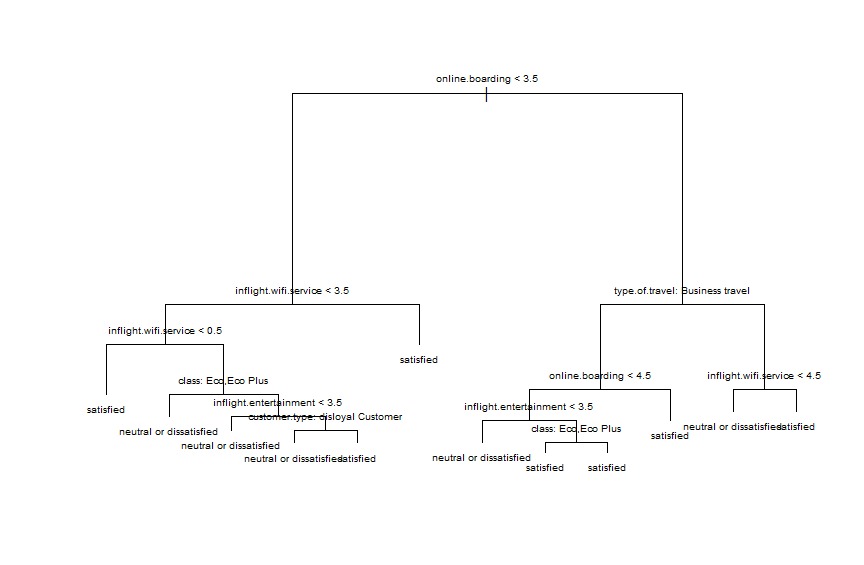 online.boarding < 3.5
inflight.wifi.service < 3.5
type.of.travel: Business travel
inflight.wifi.service < 0.5
satisfied
online.boarding < 4.5
inflight.wifi.service < 4.5
class: Eco,Eco Plus
satisfied
inflight.entertainment < 3.5
inflight.entertainment < 3.5
customer.type: disloyal Customer
neutral or dissatisfied
satisfied
class: Eco,Eco Plus
neutral or dissatisfied
satisfied
neutral or dissatisfied
neutral or dissatisfied
satisfied
neutral or dissatisfied
satisfied
satisfied